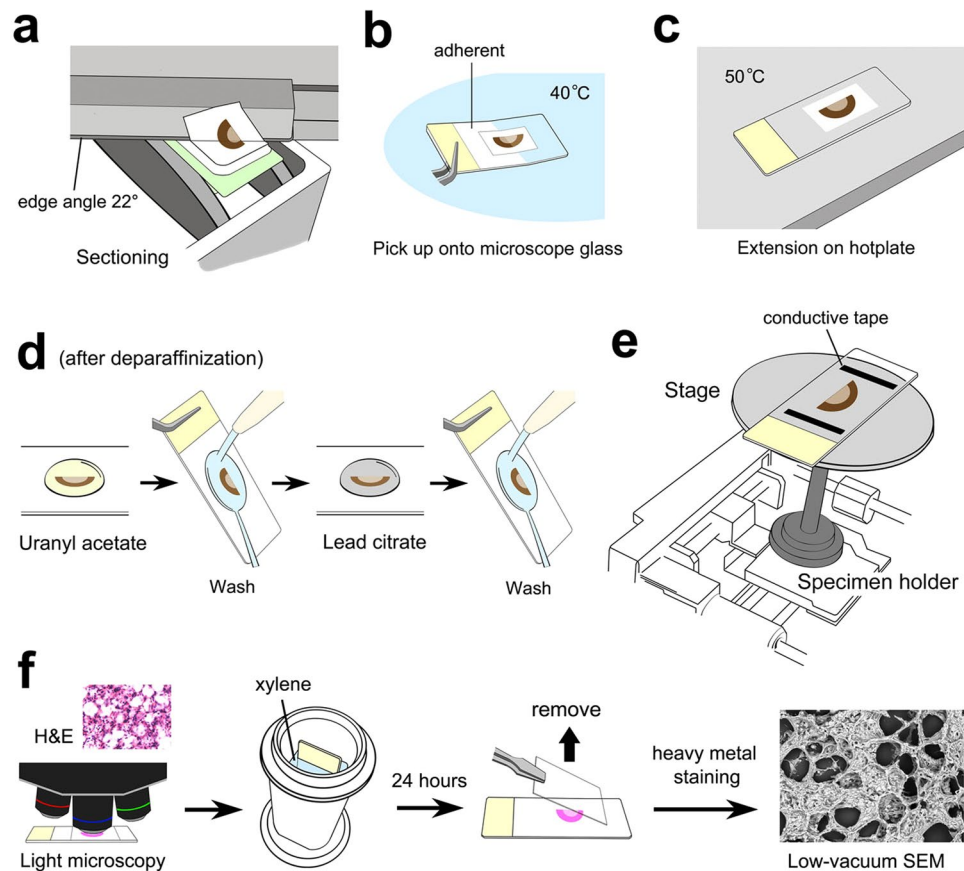 a
edge angle 22°
Sectioning
b
adherent
40°C
Pick up onto microscope glass
c
50°C
Extension on hotplate
d (after deparaffinization)
Uranyl acetate
Wash
Lead citrate
Wash
e
conductive tape
Stage
Specimen holder
f
H&E
Light microscopy
xylene
24 hours
remove
heavy metal
staining
Low-vacuum SEM